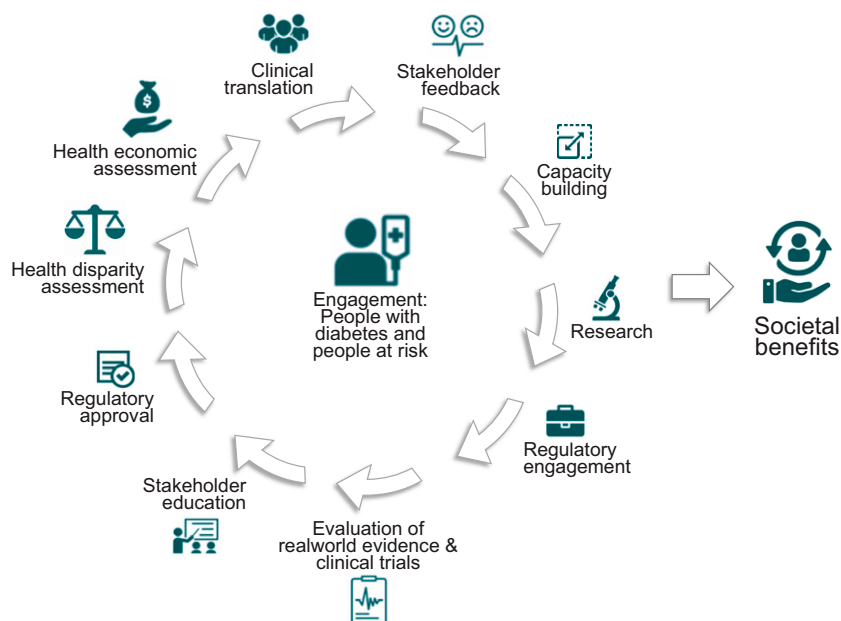 Clinical
translation
Stakeholder
feedback
Health economic
assessment
Capacity
building
Health disparity
assessment
Engagement:
People with
diabetes and
people at risk
Research
Societal
benefits
Regulatory
approval
Regulatory
engagement
Stakeholder
education
Evaluation of
realworld evidence &
clinical trials
$